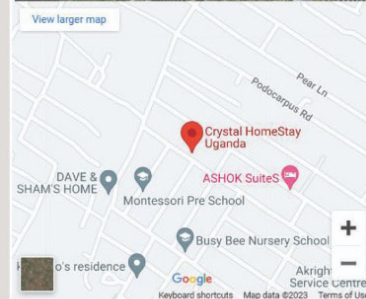 View larger map
Pear Ln
Podocarpus Rd
Crystal HomeStay
Uganda
DAVE &
SHAM'S HOME
ASHOK SuiteS
Montessori Pre School
Busy Bee Nursery School
o's residence
Akrigh
Service Centre
Google
Keyboard shortcuts Map data ©2023 Terms of Us